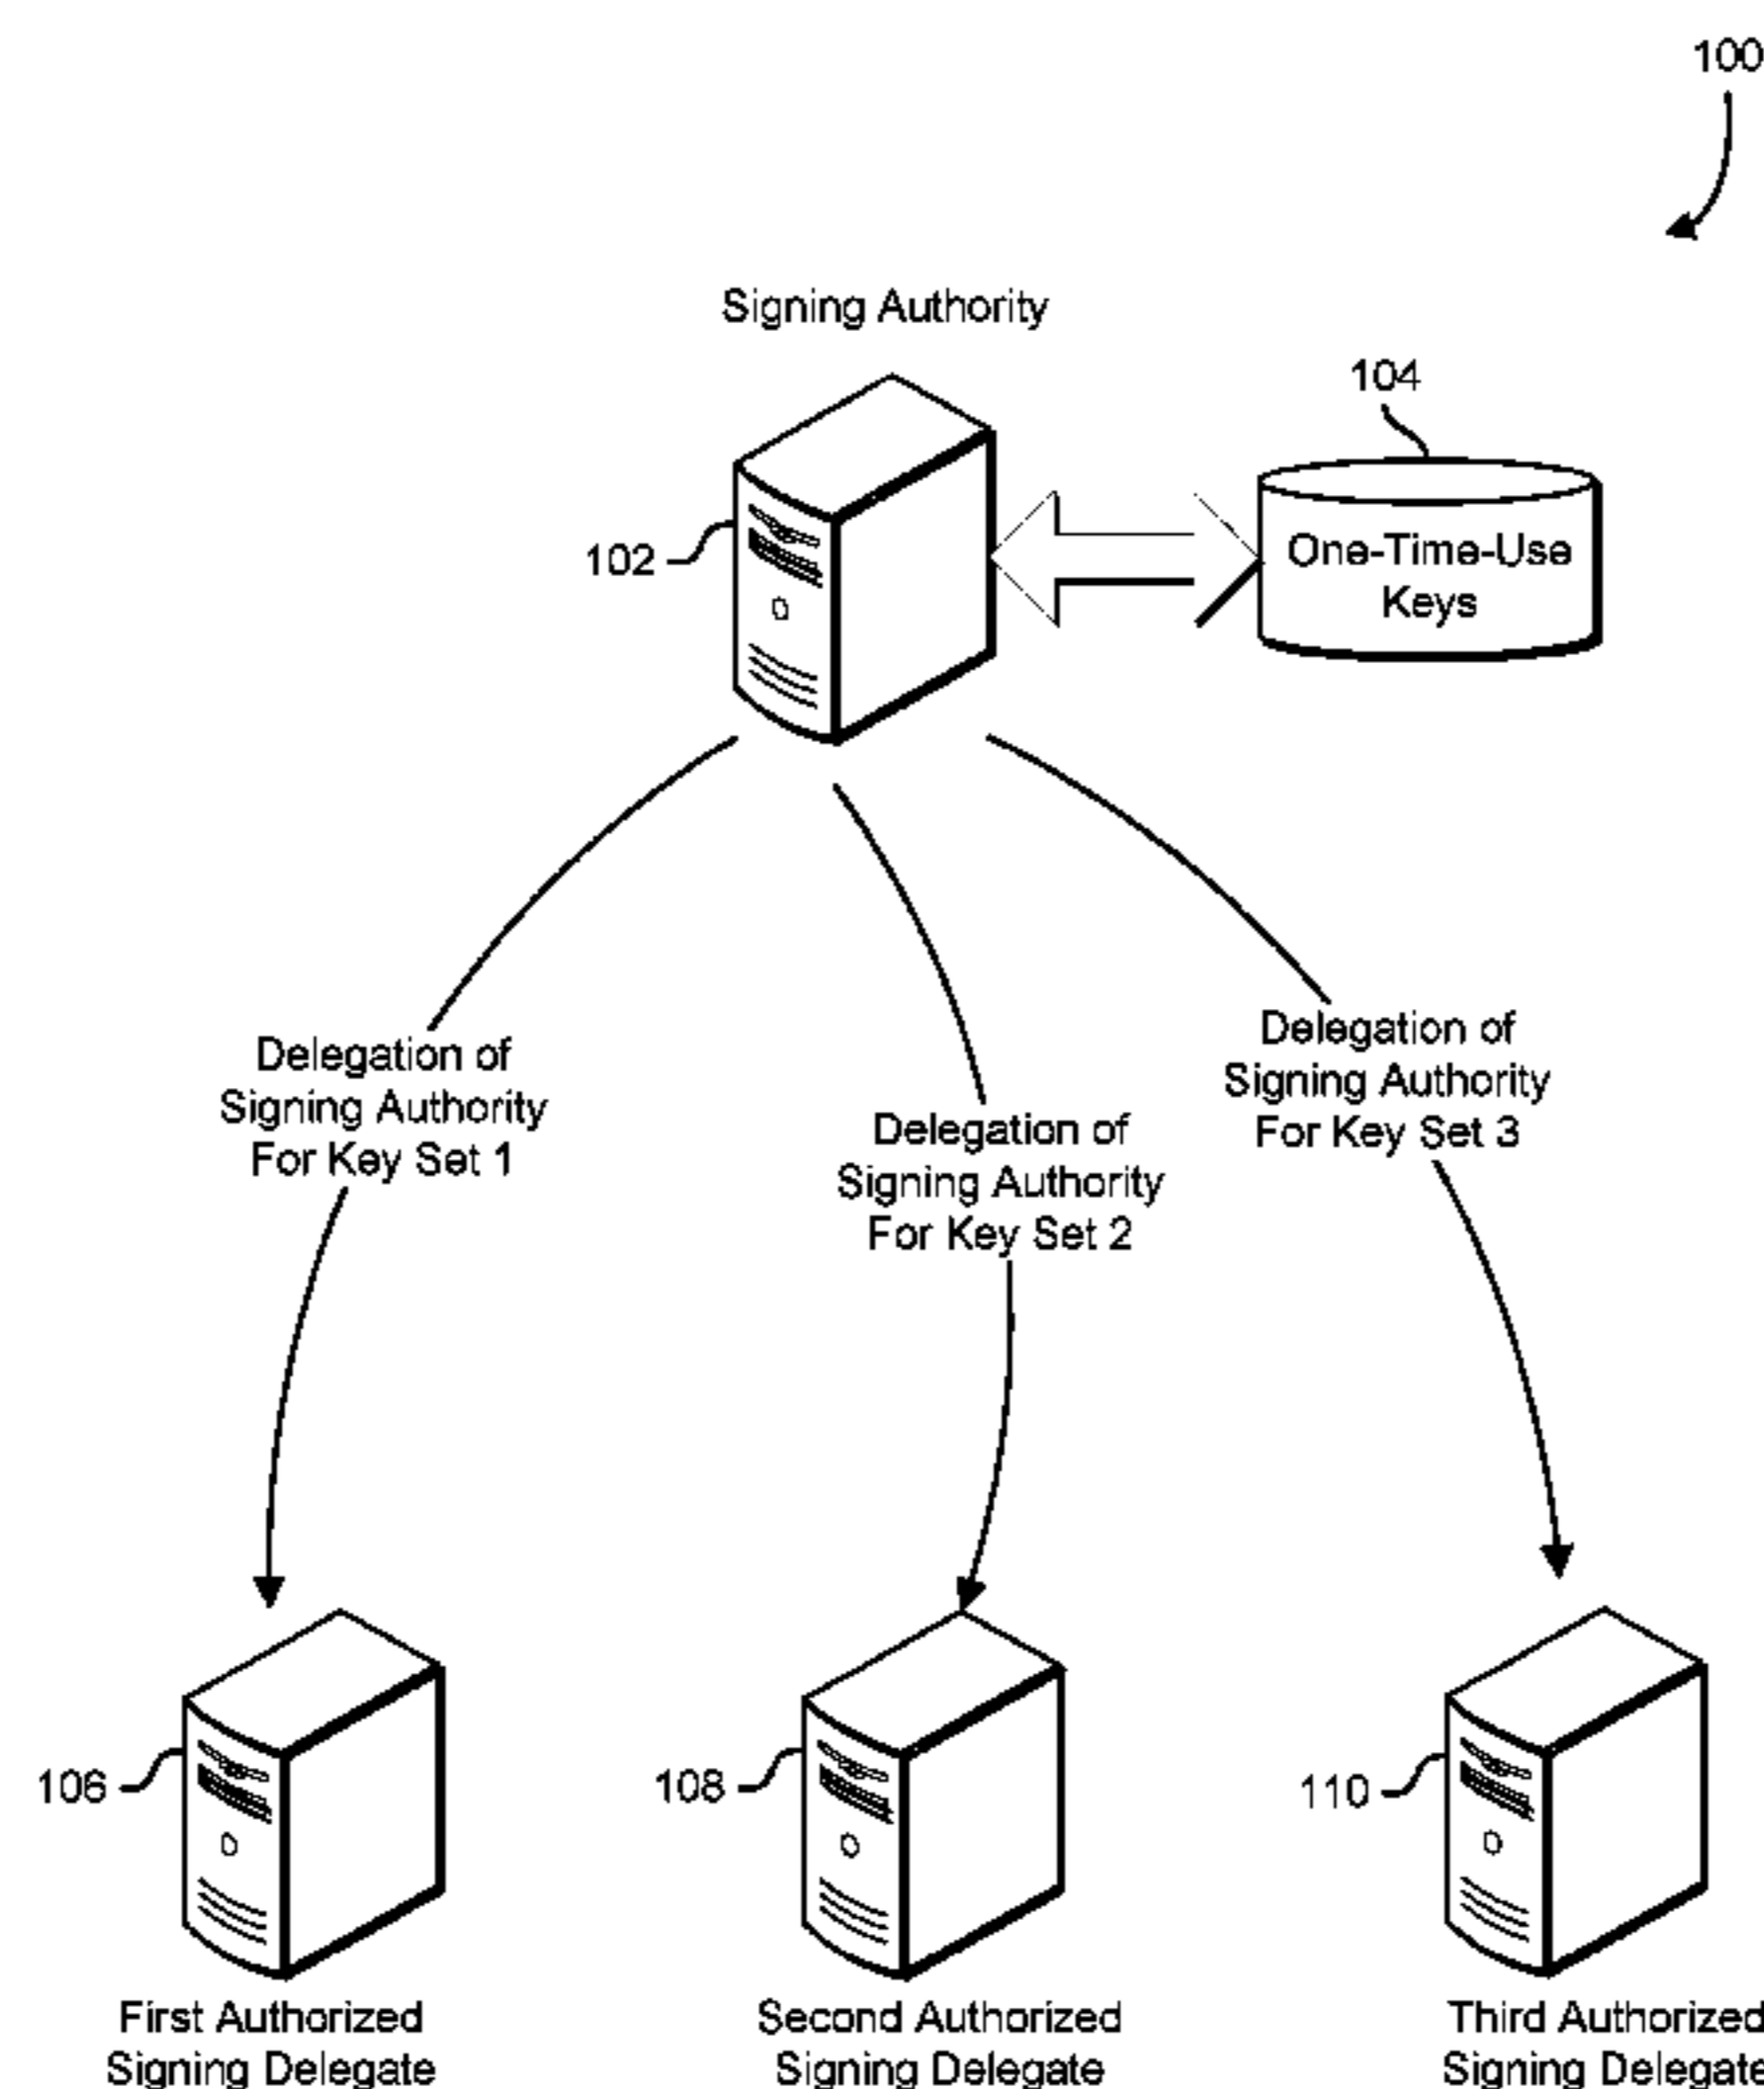 100
Signing Authority
104
102
One-Time-Use
Keys
Delegation of
Signing Authority
For Key Set 1
Delegation of
Signing Authority
For Key Set 2
Delegation of
Signing Authority
For Key Set 3
106
108
110
First Authorized
Signing Delegate
Second Authorized
Signing Delegate
Third Authorized
Signing Delegate